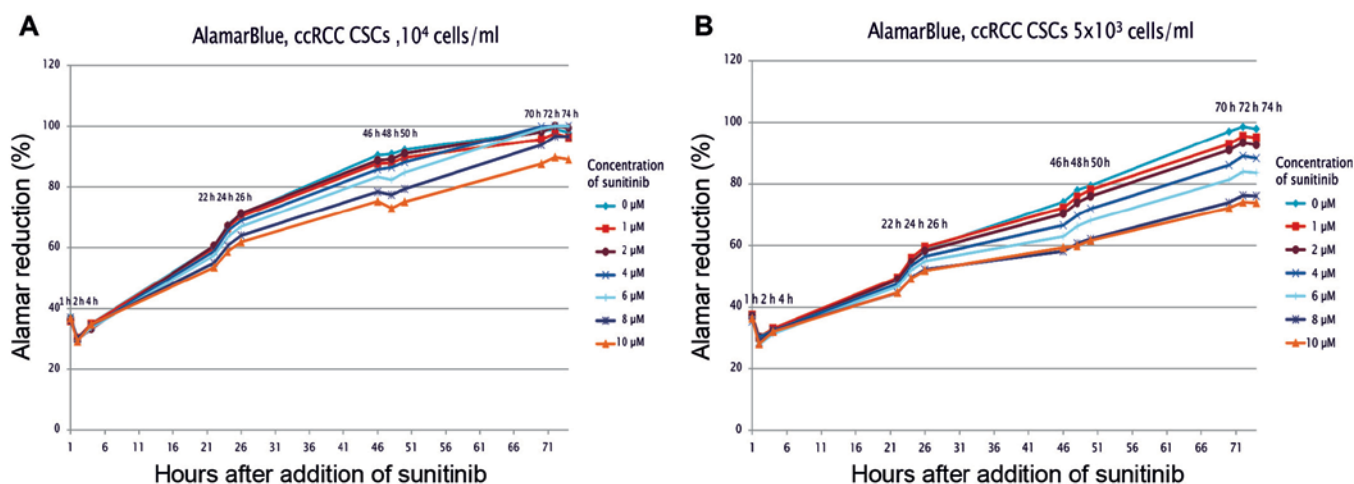 A
AlamarBlue, ccRCC CSCs ,10⁴ cells/ml
Alamar reduction (%)
120
100
80
60
40
20
0
1 h 2 h 4 h
22 h 24 h 26 h
46 h 48 h 50 h
70 h 72 h 74 h
1 6 11 16 21 26 31 36 41 46 51 56 61 66 71
Hours after addition of sunitinib
Concentration
of sunitinib
0 µM
1 µM
2 µM
4 µM
6 µM
8 µM
10 µM
B
AlamarBlue, ccRCC CSCs 5x10³ cells/ml
Alamar reduction (%)
120
100
80
60
40
20
0
1 h 2 h 4 h
22 h 24 h 26 h
46 h 48 h 50 h
70 h 72 h 74 h
1 6 11 16 21 26 31 36 41 46 51 56 61 66 71
Hours after addition of sunitinib
Concentration
of sunitinib
0 µM
1 µM
2 µM
4 µM
6 µM
8 µM
10 µM